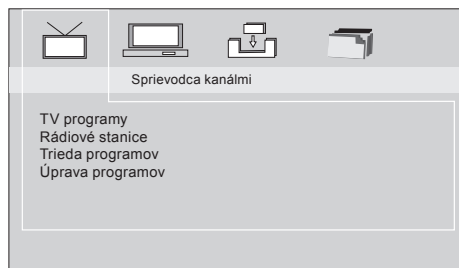 Sprievodca kanálmi
TV programy
Rádiové stanice
Trieda programov
Úprava programov